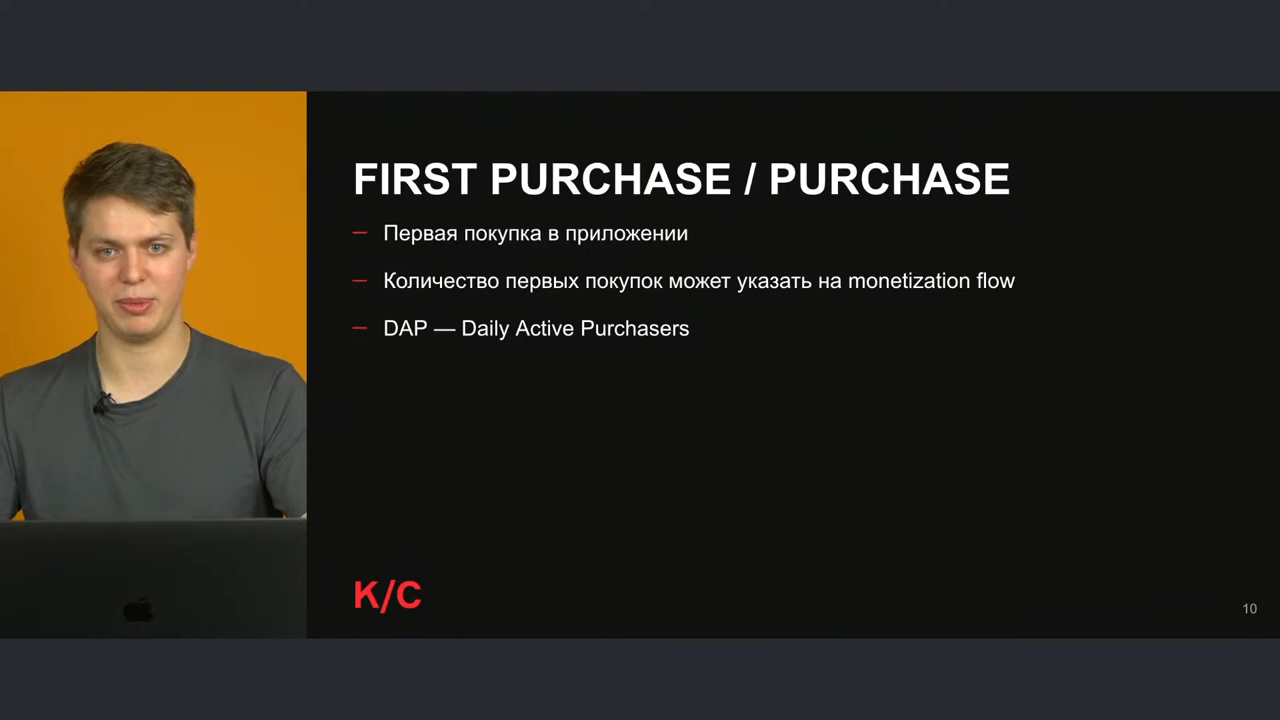 FIRST PURCHASE / PURCHASE
— Первая покупка в приложении
— Количество первых покупок может указать на monetization flow
— DAP — Daily Active Purchasers
K/C
10